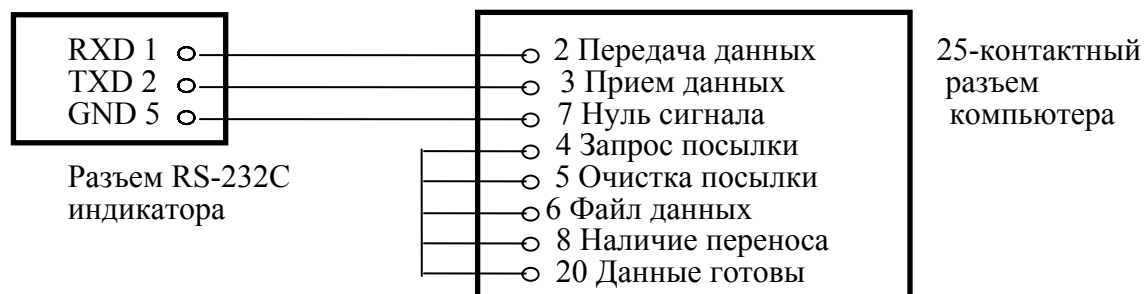 RXD 1
TXD 2
GND 5
Разъем RS-232C
индикатора
2 Передача данных
3 Прием данных
7 Нуль сигнала
4 Запрос посылки
5 Очистка посылки
6 Файл данных
8 Наличие переноса
20 Данные готовы
25-контактный
разъем
компьютера